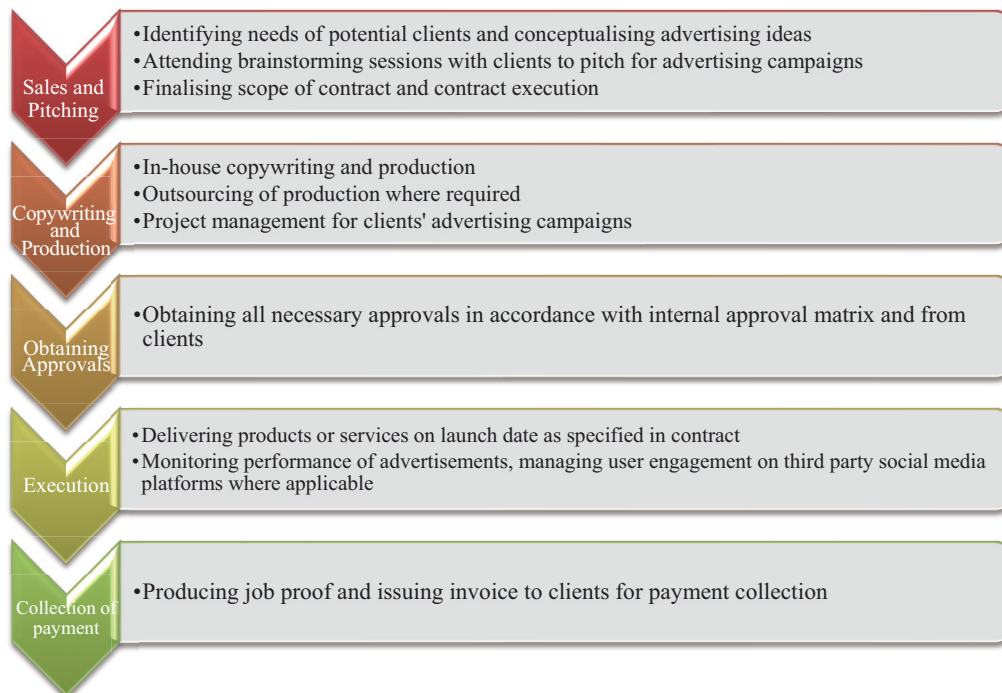 Sales and
Pitching
•Identifying needs of potential clients and conceptualising advertising ideas
•Attending brainstorming sessions with clients to pitch for advertising campaigns
•Finalising scope of contract and contract execution
Copywriting
and
Production
•In-house copywriting and production
•Outsourcing of production where required
•Project management for clients' advertising campaigns
Obtaining
Approvals
•Obtaining all necessary approvals in accordance with internal approval matrix and from
clients
Execution
•Delivering products or services on launch date as specified in contract
•Monitoring performance of advertisements, managing user engagement on third party social media
platforms where applicable
Collection of
payment
•Producing job proof and issuing invoice to clients for payment collection